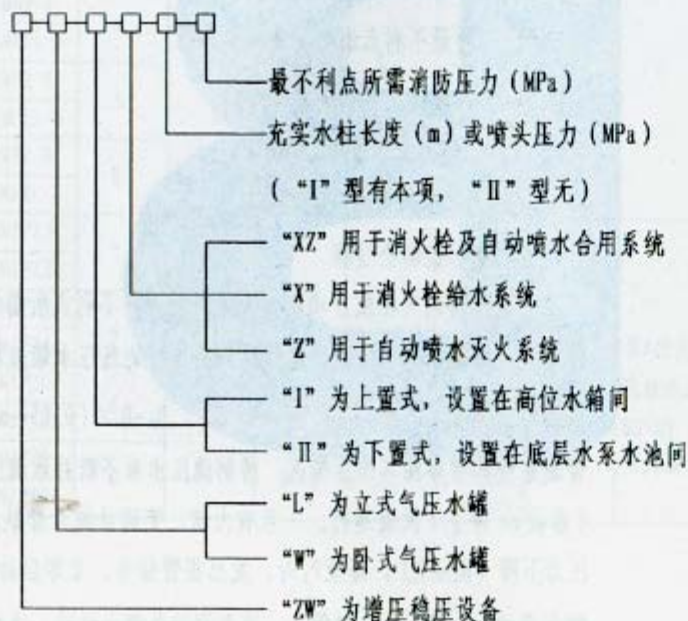 最不利点所需消防压力(MPa)
充实水柱长度(m)或喷头压力(MPa)
(“I”型有本项，“II”型无)
“XZ”用于消火栓及自动喷水合用系统
“X”用于消火栓给水系统
“Z”用于自动喷水灭火系统
“I”为上置式，设置在高位水箱间
“II”为下置式，设置在底层水泵水池间
“L”为立式气压水罐
“W”为卧式气压水罐
“ZW”为增压稳压设备